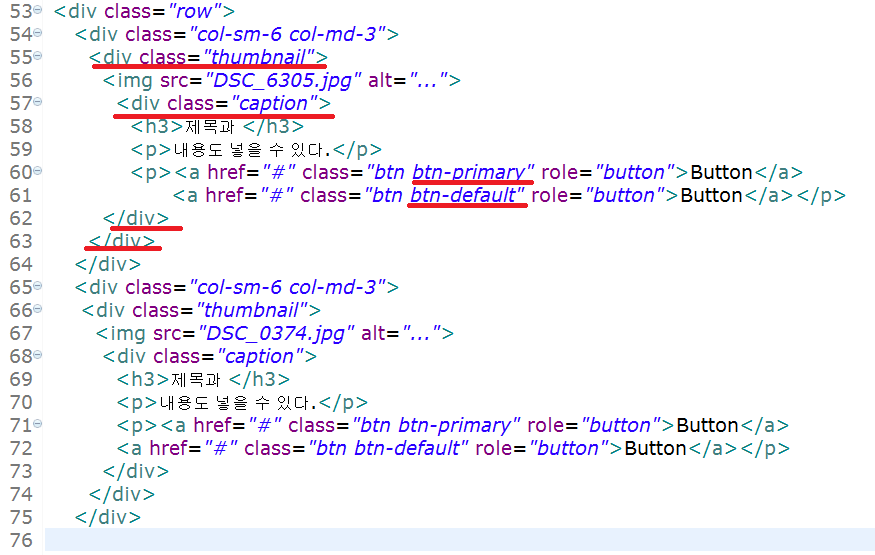 53 <div class="row">
54 <div class="col-sm-6 col-md-3">
55 <div class="thumbnail">
56 <img src="DSC_6305.jpg" alt="...">
57 <div class="caption">
58 <h3>제목과 </h3>
59 <p>내용도 넣을 수 있다.</p>
60 <p><a href="#" class="btn btn-primary" role="button">Button</a>
61 <a href="#" class="btn btn-default" role="button">Button</a></p>
62 </div>
63 </div>
64 </div>
65 <div class="col-sm-6 col-md-3">
66 <div class="thumbnail">
67 <img src="DSC_0374.jpg" alt="...">
68 <div class="caption">
69 <h3>제목과 </h3>
70 <p>내용도 넣을 수 있다.</p>
71 <p><a href="#" class="btn btn-primary" role="button">Button</a>
72 <a href="#" class="btn btn-default" role="button">Button</a></p>
73 </div>
74 </div>
75 </div>
76